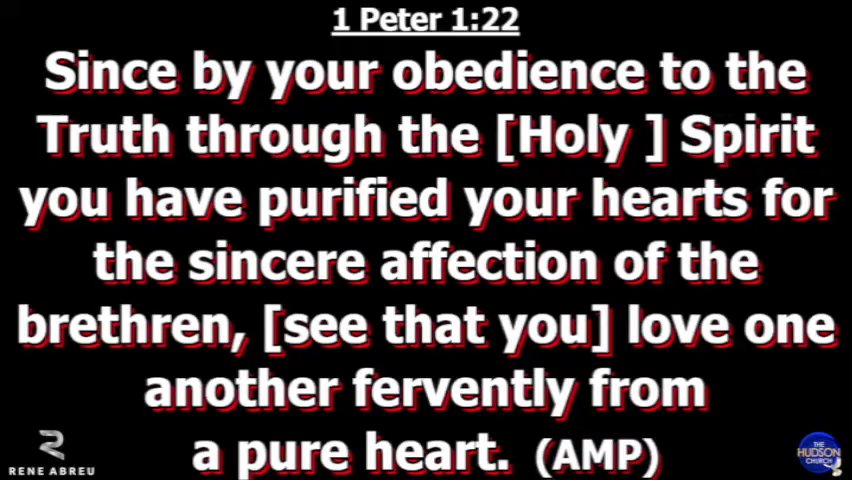 1 Peter 1:22
Since by your obedience to the
Truth through the [Holy ] Spirit
you have purified your hearts for
the sincere affection of the
brethren, [see that you] love one
another fervently from
a pure heart. (AMP)
RENE ABREU
THE
HUDSON
CHURCH